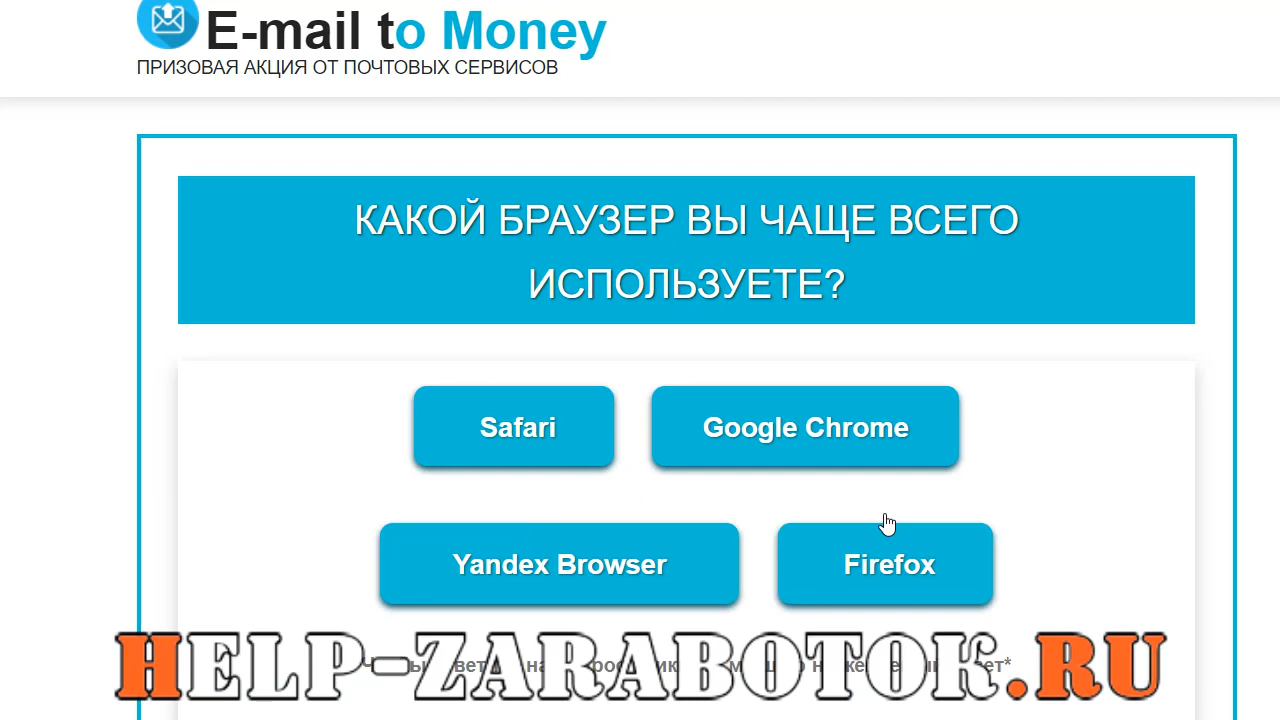 E-mail to Money
ПРИЗОВАЯ АКЦИЯ ОТ ПОЧТОВЫХ СЕРВИСОВ
КАКОЙ БРАУЗЕР ВЫ ЧАЩЕ ВСЕГО
ИСПОЛЬЗУЕТЕ?
Safari
Google Chrome
Yandex Browser
Firefox
HELP-ZARABOTOK.RU